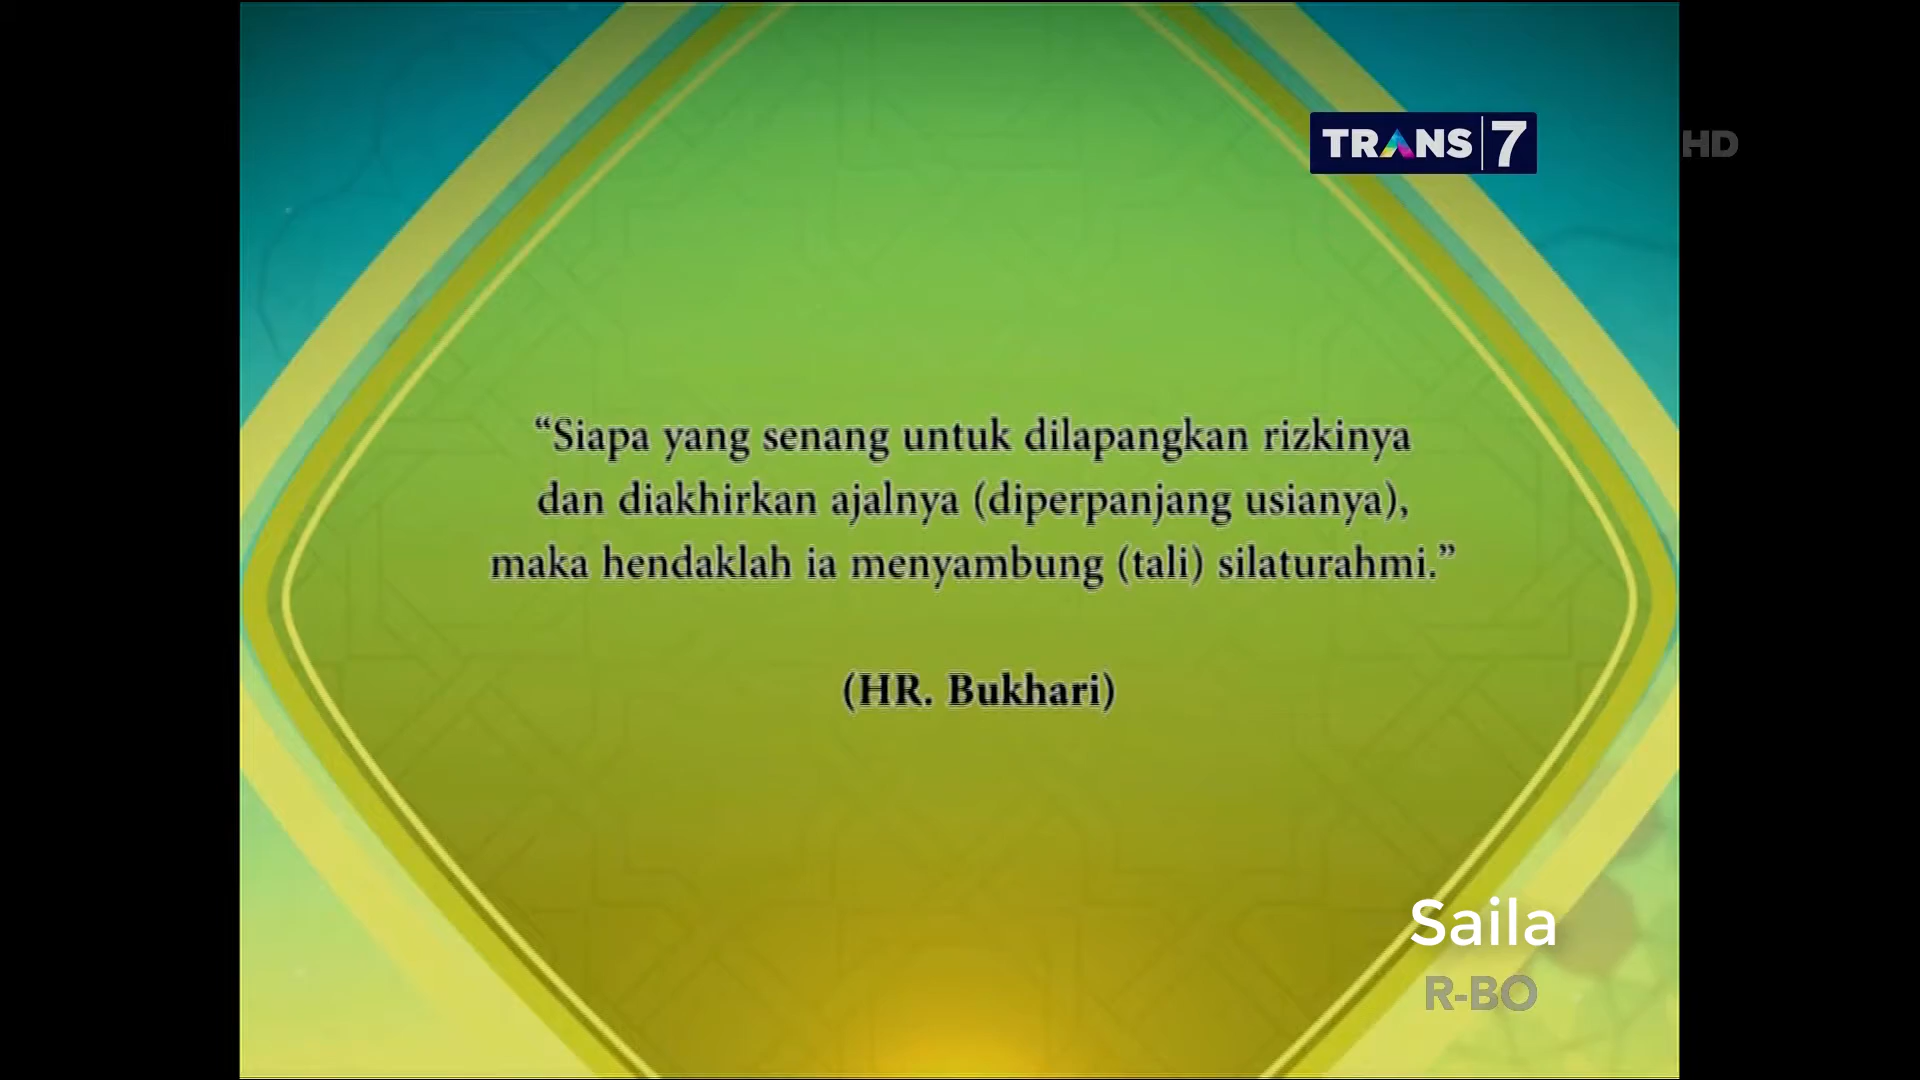 TRANS|7
HD
“Siapa yang senang untuk dilapangkan rizkinya
dan diakhirkan ajalnya (diperpanjang usianya),
maka hendaklah ia menyambung (tali) silaturahmi.”
(HR. Bukhari)
Saila
R-BO